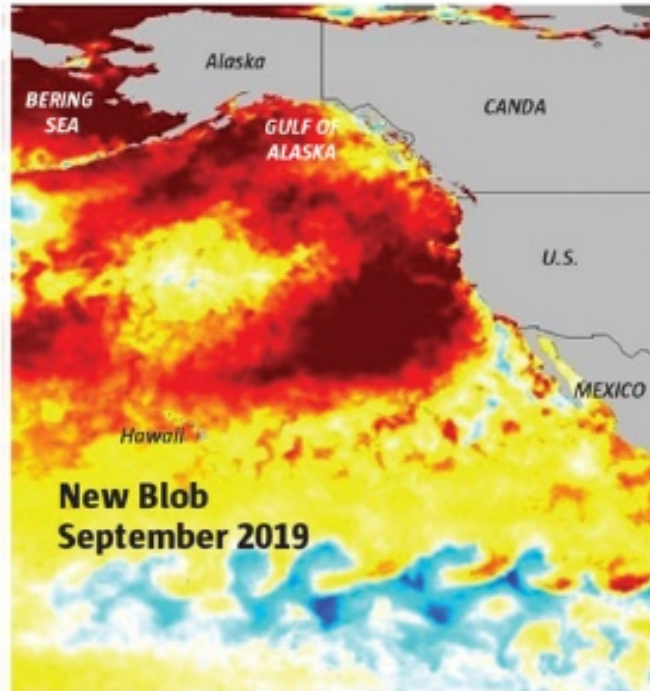 Alaska
BERING
SEA
CANDA
GULF OF
ALASKA
U.S.
MEXICO
Hawaii
New Blob
September 2019